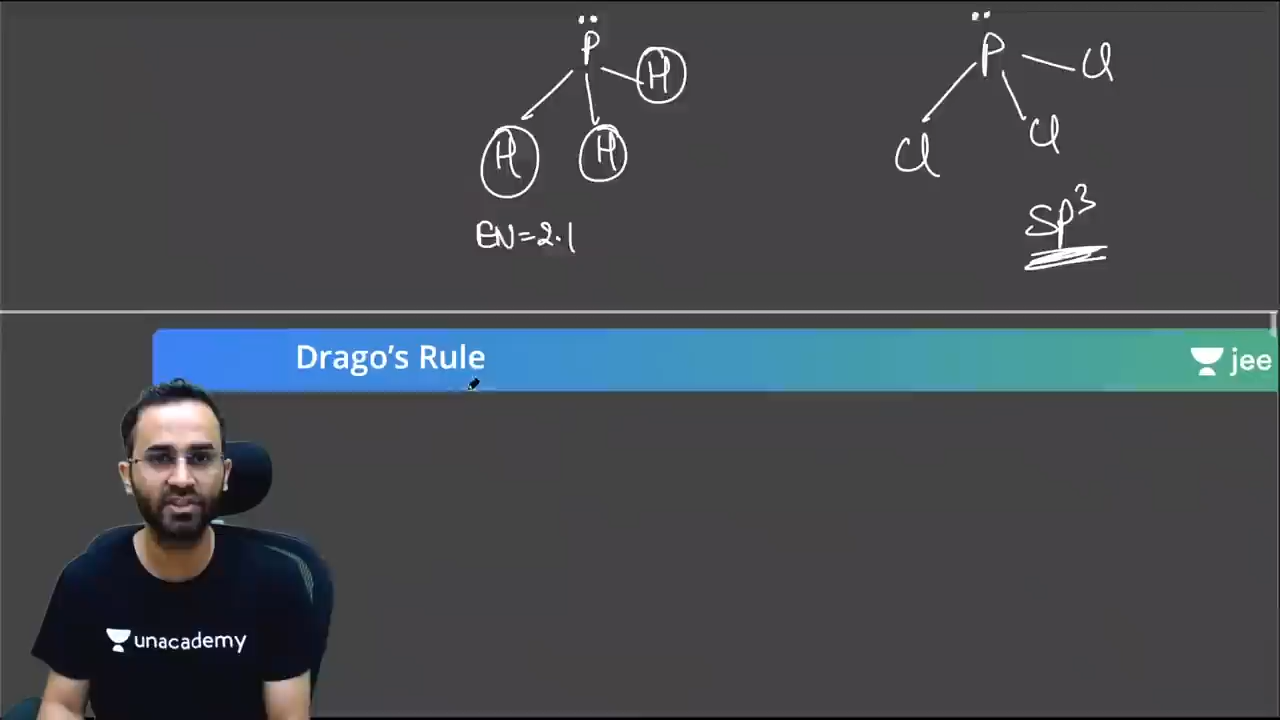 P P
H H H Cl Cl Cl
EN=2.1
SP³
Drago's Rule
jee
unacademy